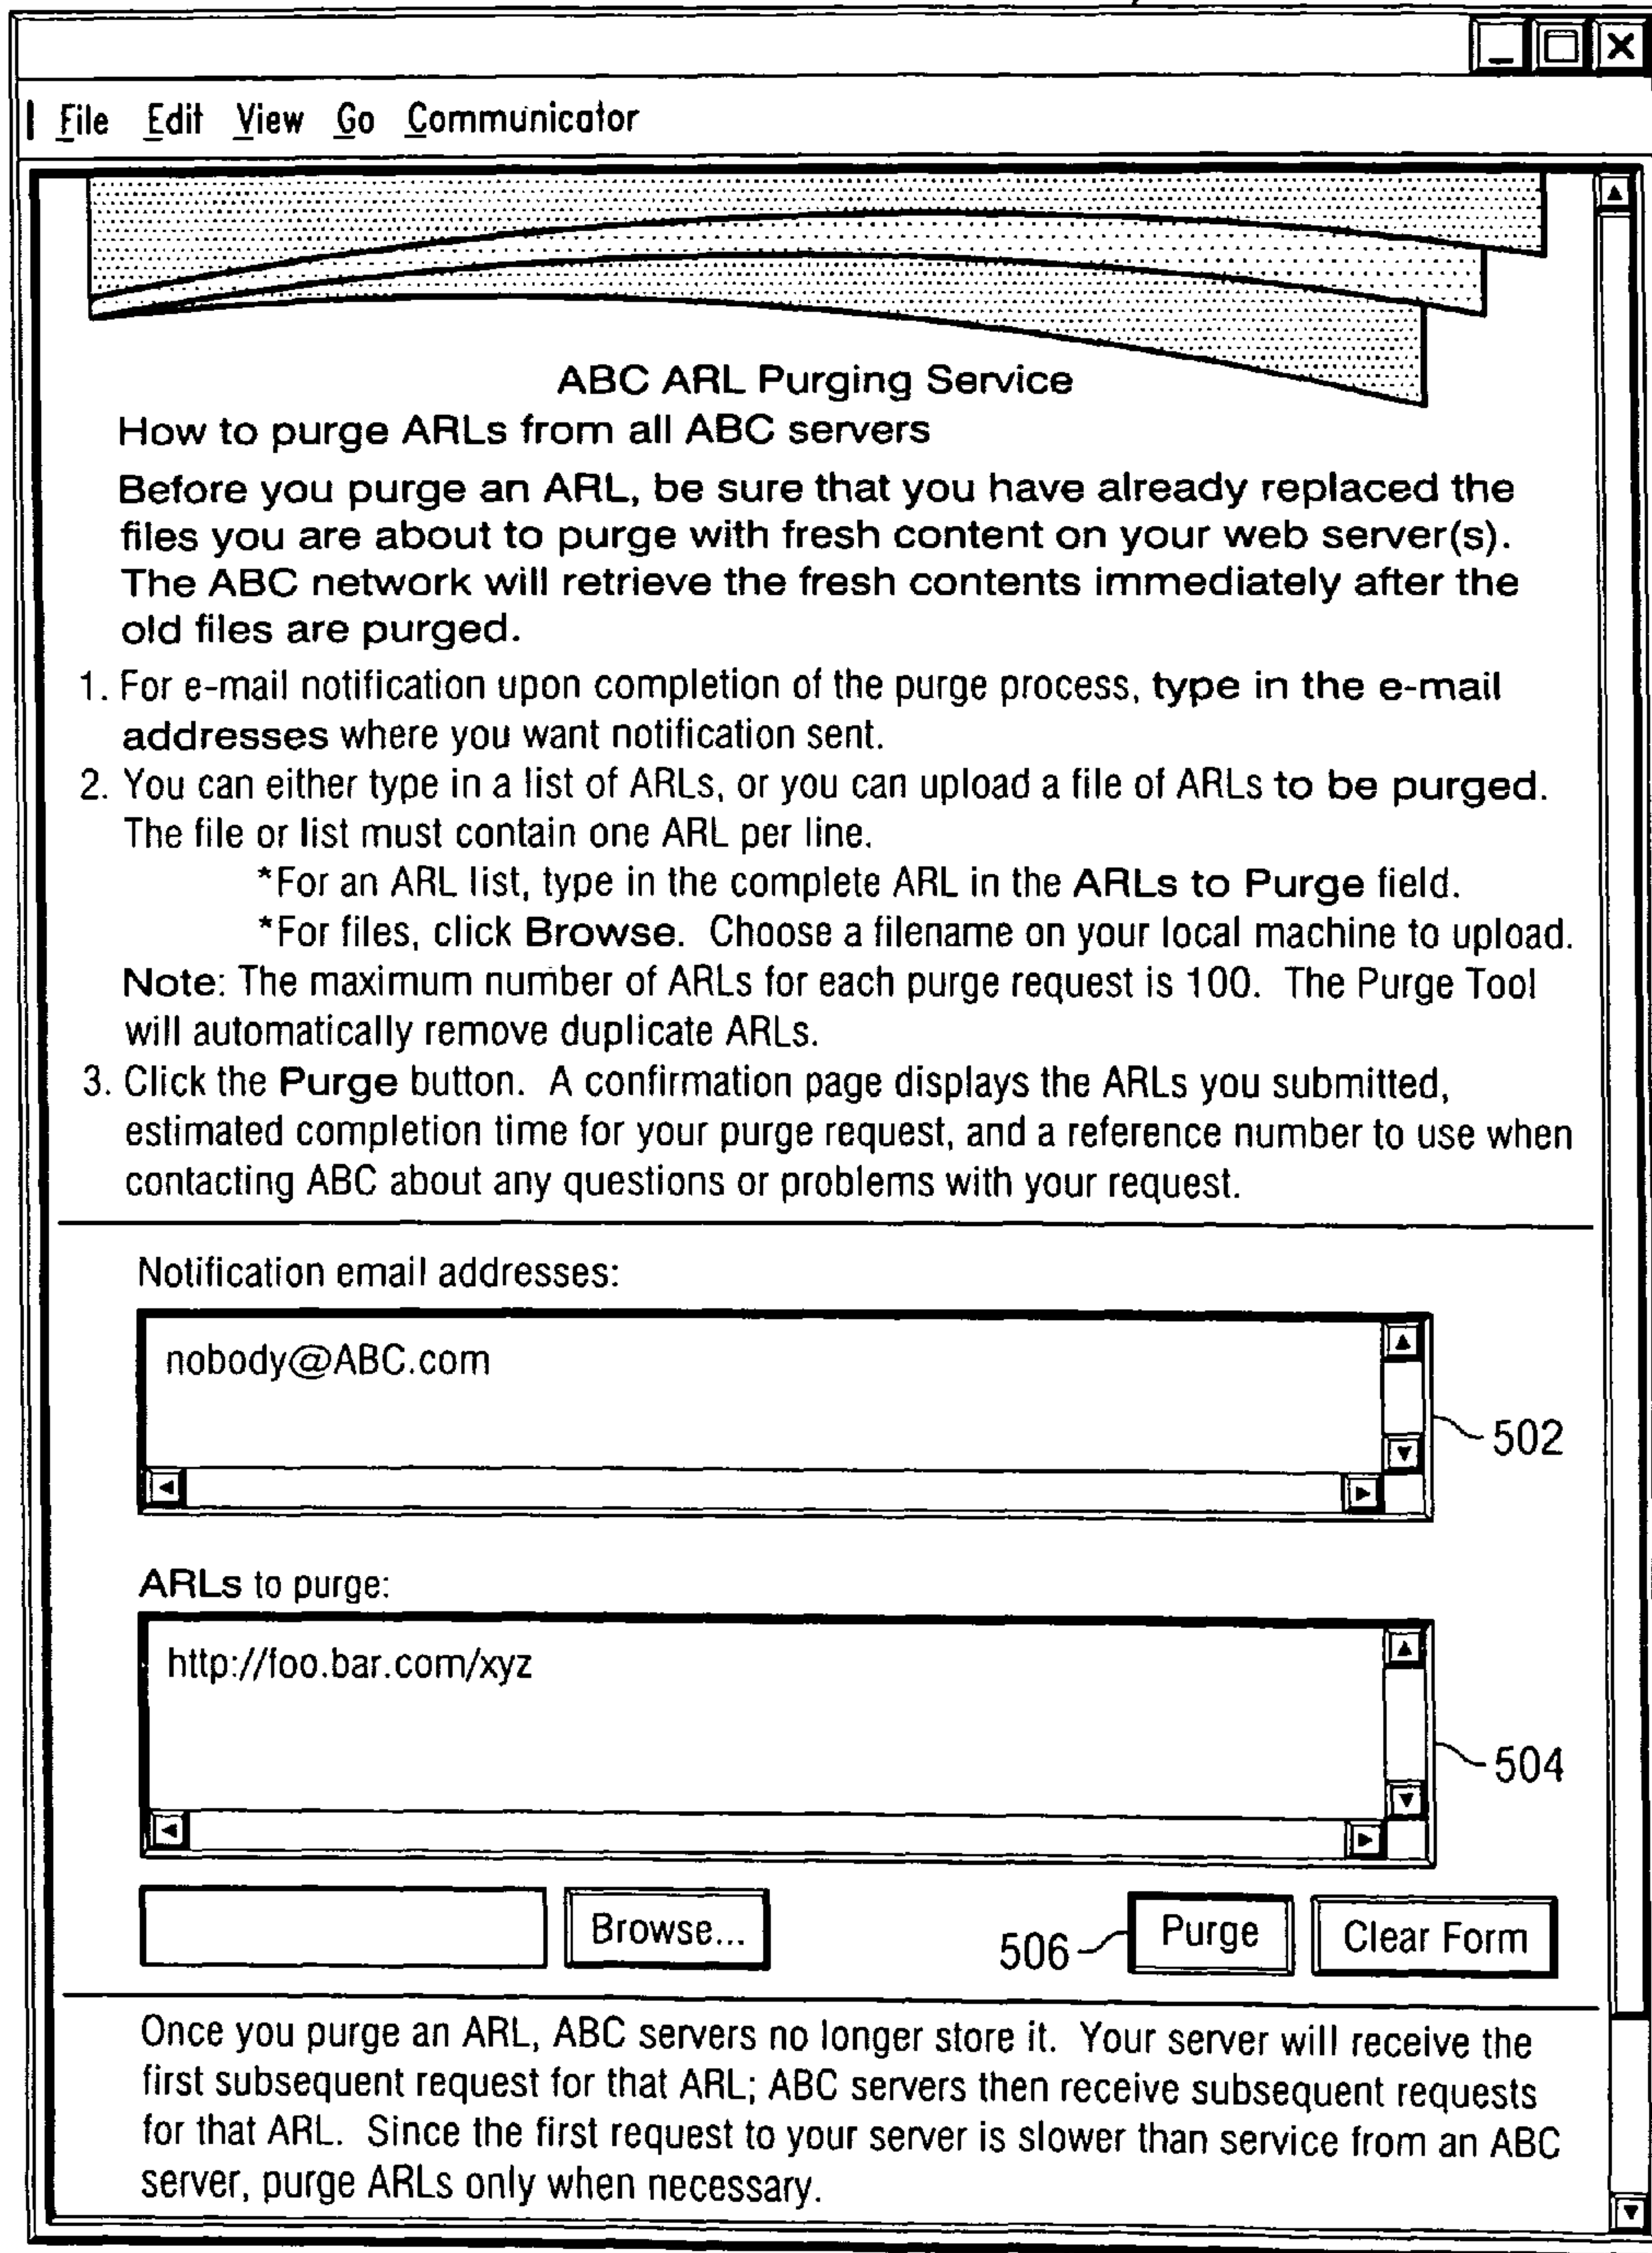 File Edit View Go Communicator
ABC ARL Purging Service
How to purge ARLs from all ABC servers
Before you purge an ARL, be sure that you have already replaced the
files you are about to purge with fresh content on your web server(s).
The ABC network will retrieve the fresh contents immediately after the
old files are purged.
1. For e-mail notification upon completion of the purge process, type in the e-mail
addresses where you want notification sent.
2. You can either type in a list of ARLs, or you can upload a file of ARLs to be purged.
The file or list must contain one ARL per line.
*For an ARL list, type in the complete ARL in the ARLs to Purge field.
*For files, click Browse. Choose a filename on your local machine to upload.
Note: The maximum number of ARLs for each purge request is 100. The Purge Tool
will automatically remove duplicate ARLs.
3. Click the Purge button. A confirmation page displays the ARLs you submitted,
estimated completion time for your purge request, and a reference number to use when
contacting ABC about any questions or problems with your request.
Notification email addresses:
nobody@ABC.com
502
ARLs to purge:
http://foo.bar.com/xyz
504
Browse... 506 Purge Clear Form
Once you purge an ARL, ABC servers no longer store it. Your server will receive the
first subsequent request for that ARL; ABC servers then receive subsequent requests
for that ARL. Since the first request to your server is slower than service from an ABC
server, purge ARLs only when necessary.